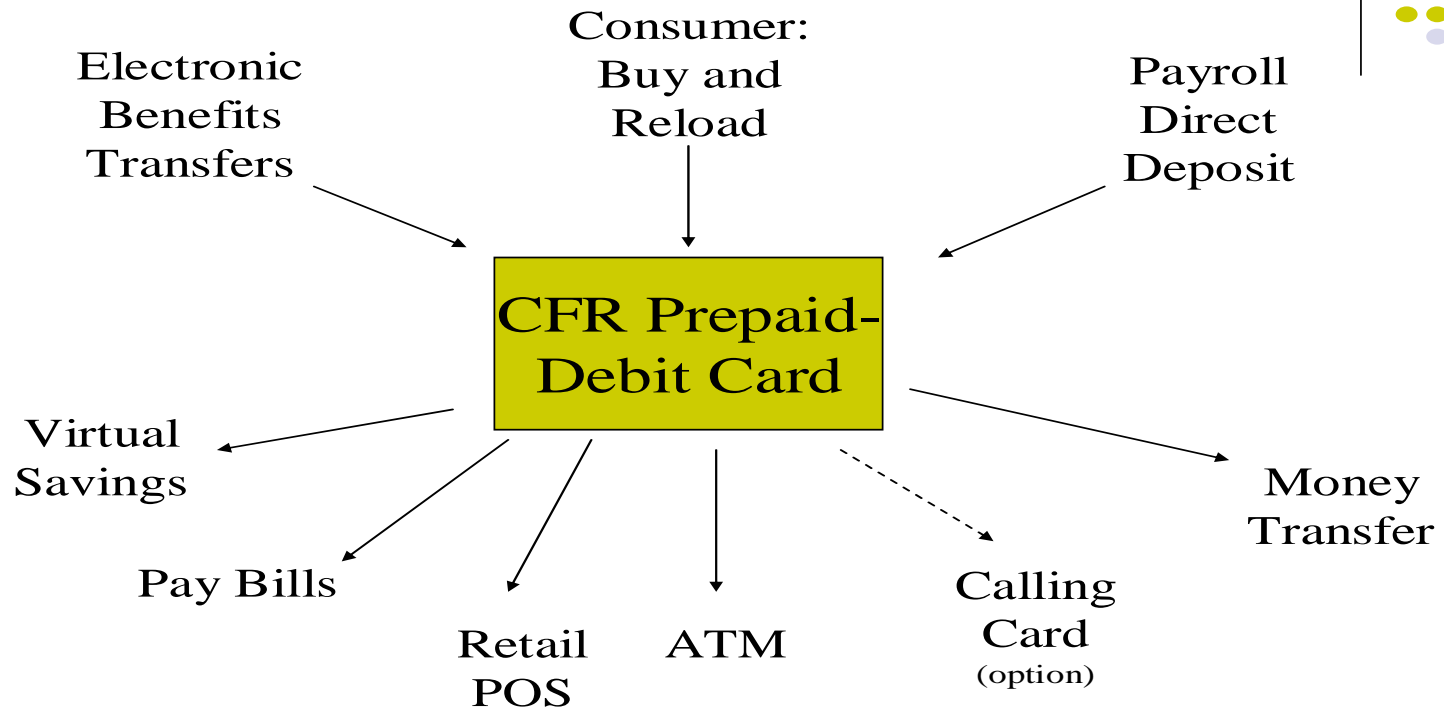 Electronic
Benefits
Transfers
Consumer:
Buy and
Reload
Payroll
Direct
Deposit
CFR Prepaid-
Debit Card
Virtual
Savings
Pay Bills
Retail
POS
ATM
Calling
Card
(option)
Money
Transfer